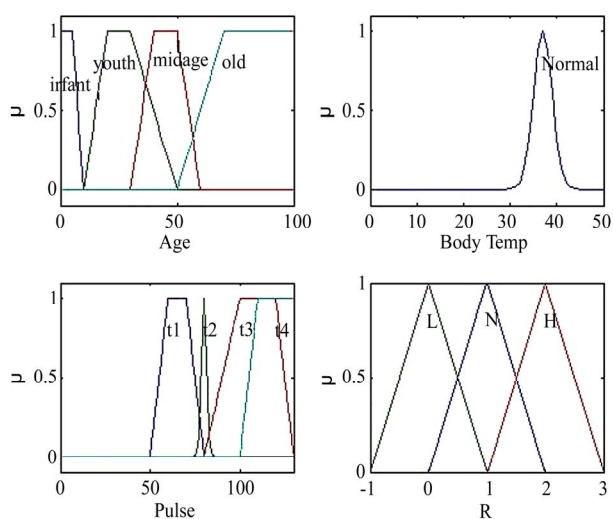 1
0.5
0
μ
infant
youth
midage
old
0
50
100
Age
1
0.5
0
μ
Normal
0
10
20
30
40
50
Body Temp
1
0.5
0
μ
t1
t2
t3
t4
0
50
100
Pulse
1
0.5
0
μ
L
N
H
-1
0
1
2
3
R